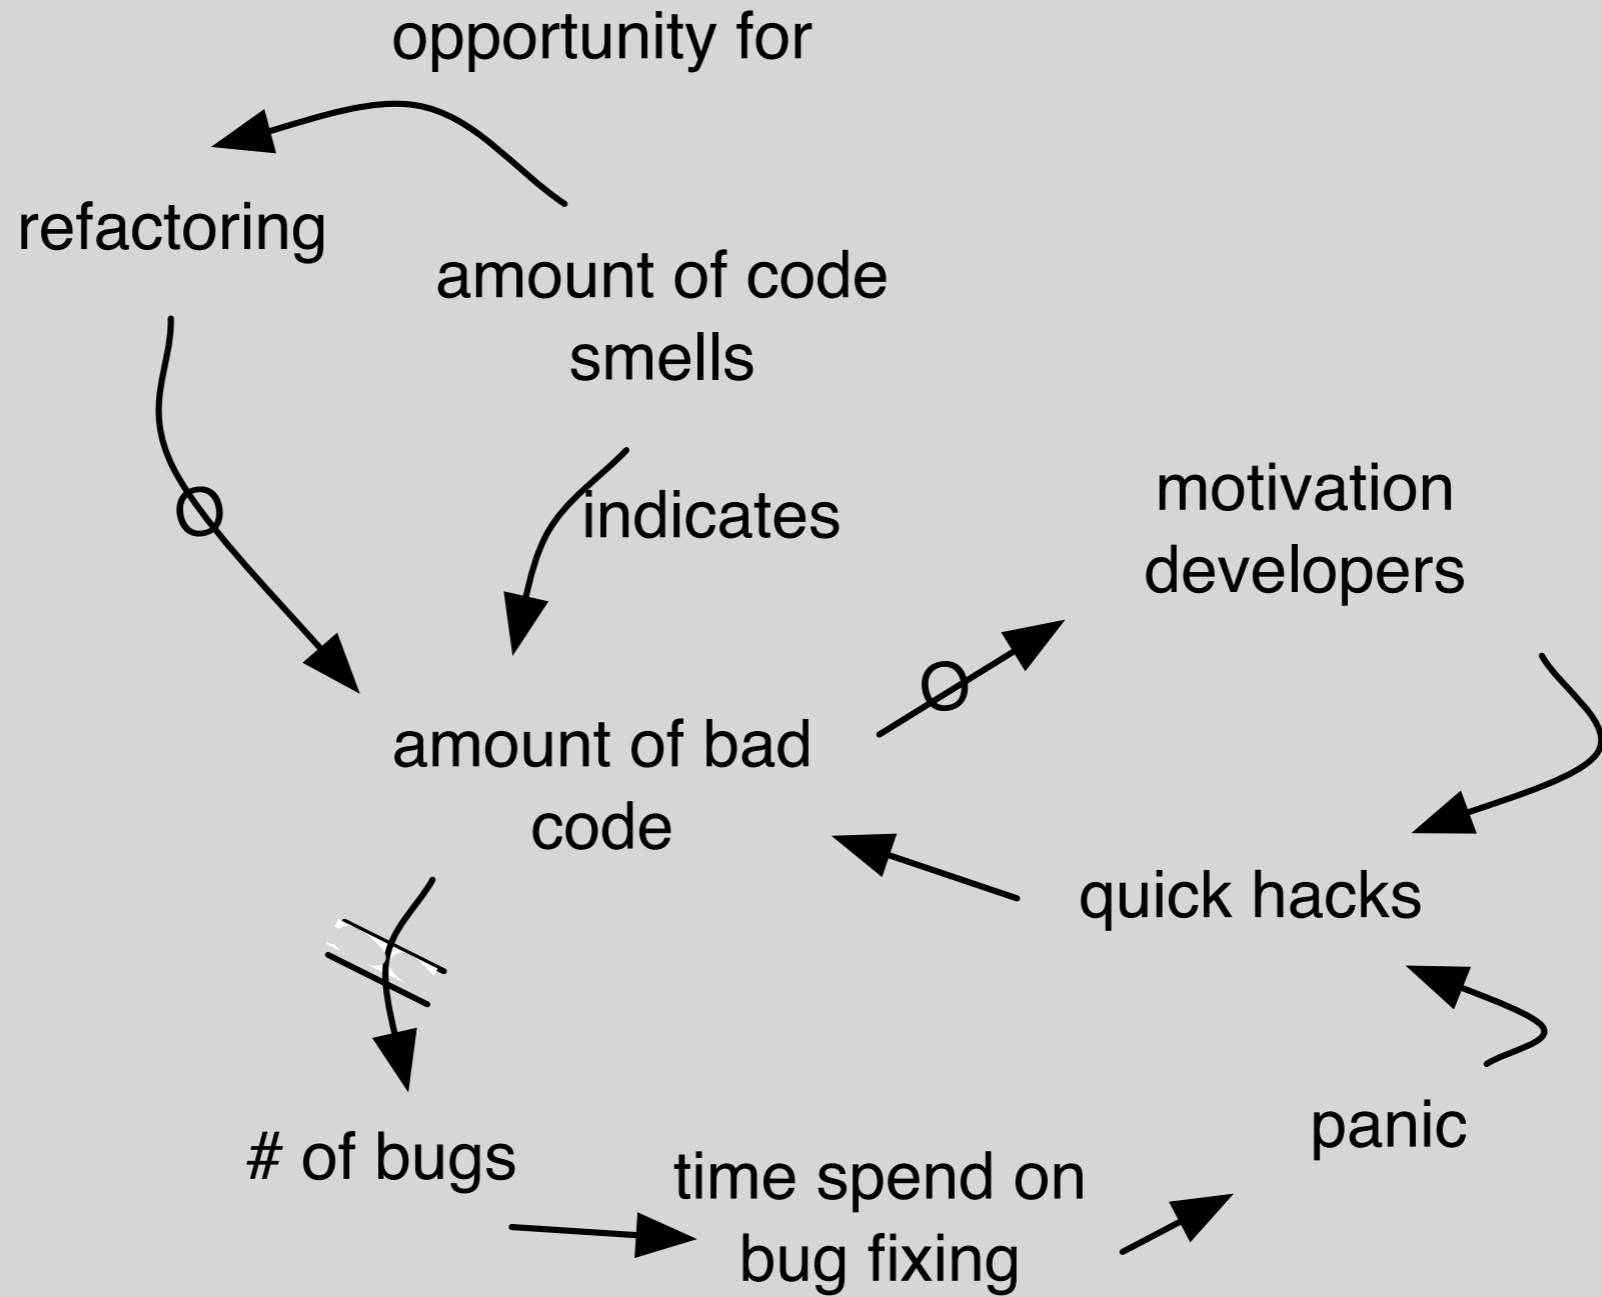 opportunity for
refactoring
amount of code
smells
indicates
motivation
developers
amount of bad
code
quick hacks
# of bugs
time spend on
bug fixing
panic